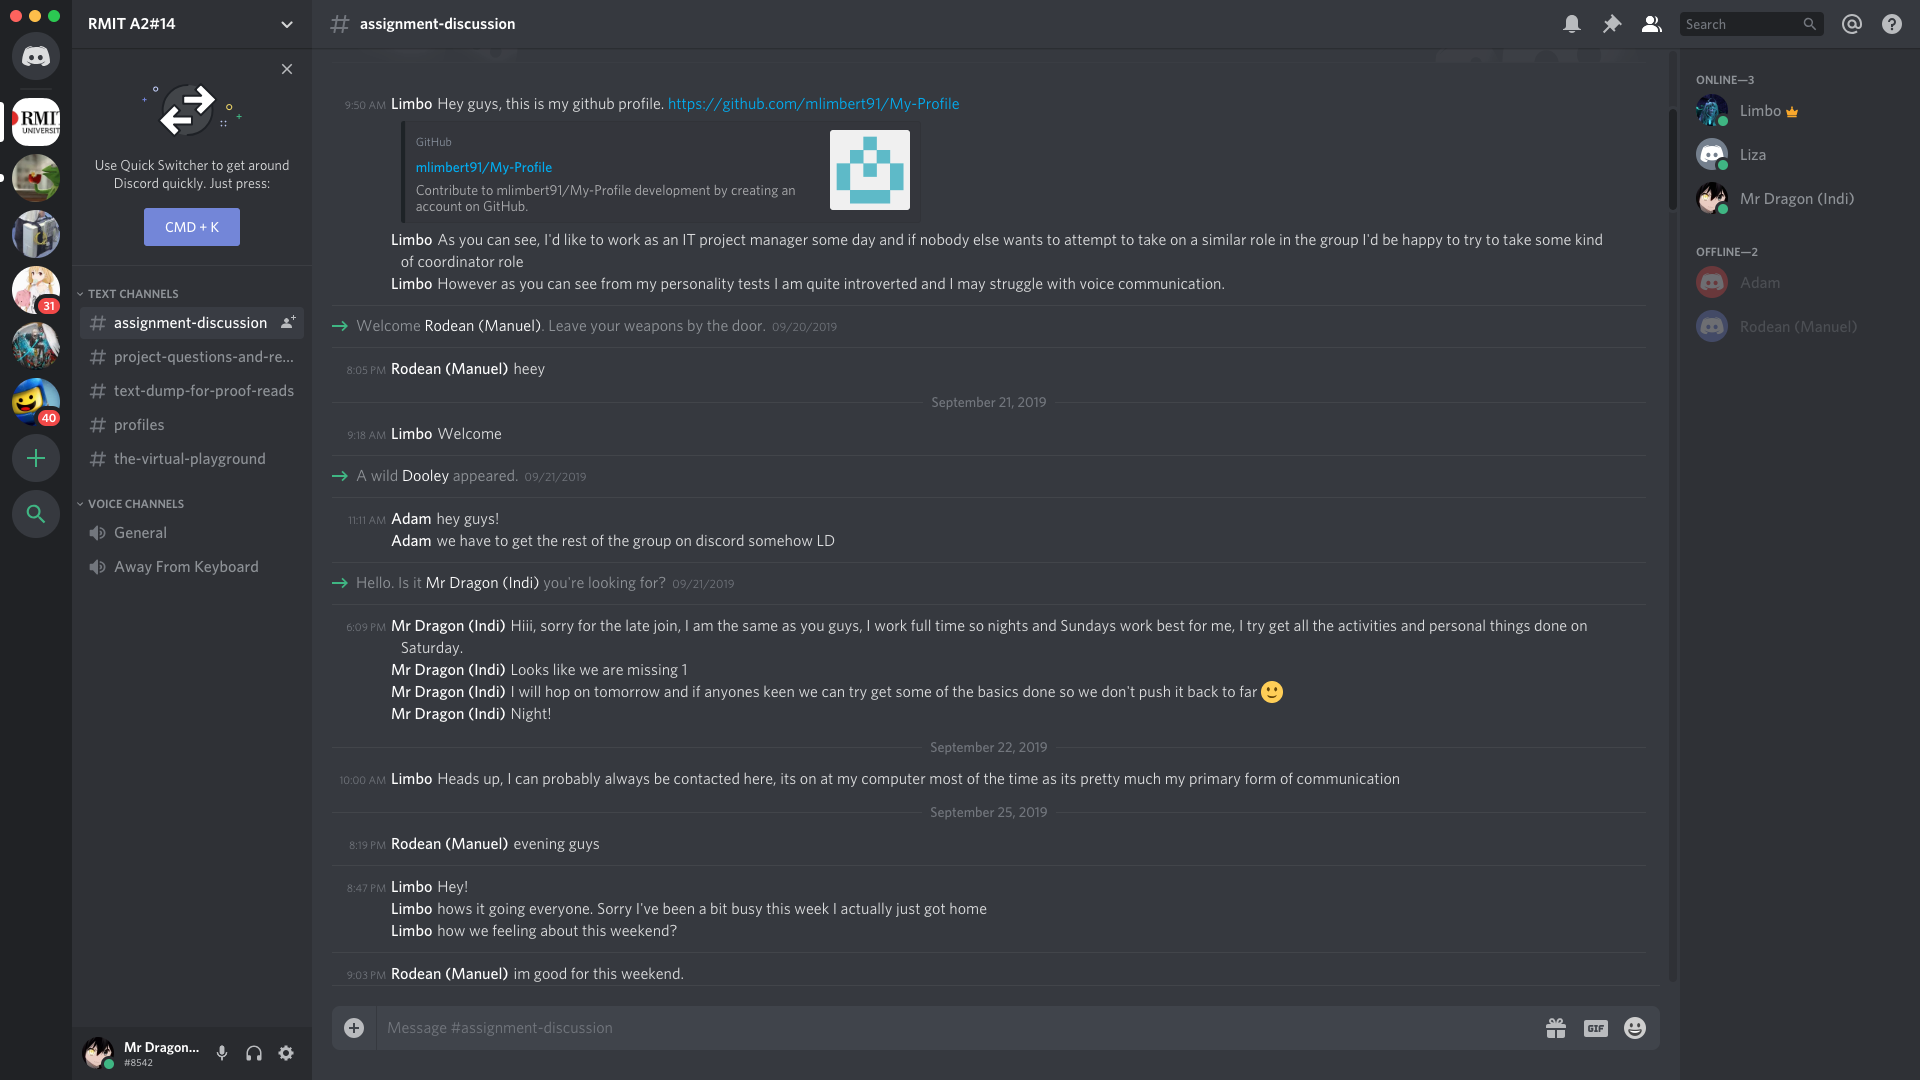 RMIT A2#14
assignment-discussion
Search
RMIT
UNIVERSITY
31
40
Use Quick Switcher to get around
Discord quickly. Just press:
CMD + K
TEXT CHANNELS
assignment-discussion
project-questions-and-re...
text-dump-for-proof-reads
profiles
the-virtual-playground
VOICE CHANNELS
General
Away From Keyboard
Mr Dragon...
#8542
9:50 AM Limbo Hey guys, this is my github profile. https://github.com/mlimbert91/My-Profile
GitHub
mlimbert91/My-Profile
Contribute to mlimbert91/My-Profile development by creating an
account on GitHub.
Limbo As you can see, I'd like to work as an IT project manager some day and if nobody else wants to attempt to take on a similar role in the group I'd be happy to try to take some kind
of coordinator role
Limbo However as you can see from my personality tests I am quite introverted and I may struggle with voice communication.
Welcome Rodean (Manuel). Leave your weapons by the door. 09/20/2019
8:05 PM Rodean (Manuel) heey
September 21, 2019
9:18 AM Limbo Welcome
A wild Dooley appeared. 09/21/2019
11:11 AM Adam hey guys!
Adam we have to get the rest of the group on discord somehow LD
Hello. Is it Mr Dragon (Indi) you're looking for? 09/21/2019
6:09 PM Mr Dragon (Indi) Hiii, sorry for the late join, I am the same as you guys, I work full time so nights and Sundays work best for me, I try get all the activities and personal things done on
Saturday.
Mr Dragon (Indi) Looks like we are missing 1
Mr Dragon (Indi) I will hop on tomorrow and if anyones keen we can try get some of the basics done so we don't push it back to far 🙂
Mr Dragon (Indi) Night!
September 22, 2019
10:00 AM Limbo Heads up, I can probably always be contacted here, its on at my computer most of the time as its pretty much my primary form of communication
September 25, 2019
8:19 PM Rodean (Manuel) evening guys
8:47 PM Limbo Hey!
Limbo hows it going everyone. Sorry I've been a bit busy this week I actually just got home
Limbo how we feeling about this weekend?
9:03 PM Rodean (Manuel) im good for this weekend.
Message #assignment-discussion
GIF
ONLINE—3
Limbo
Liza
Mr Dragon (Indi)
OFFLINE—2
Adam
Rodean (Manuel)